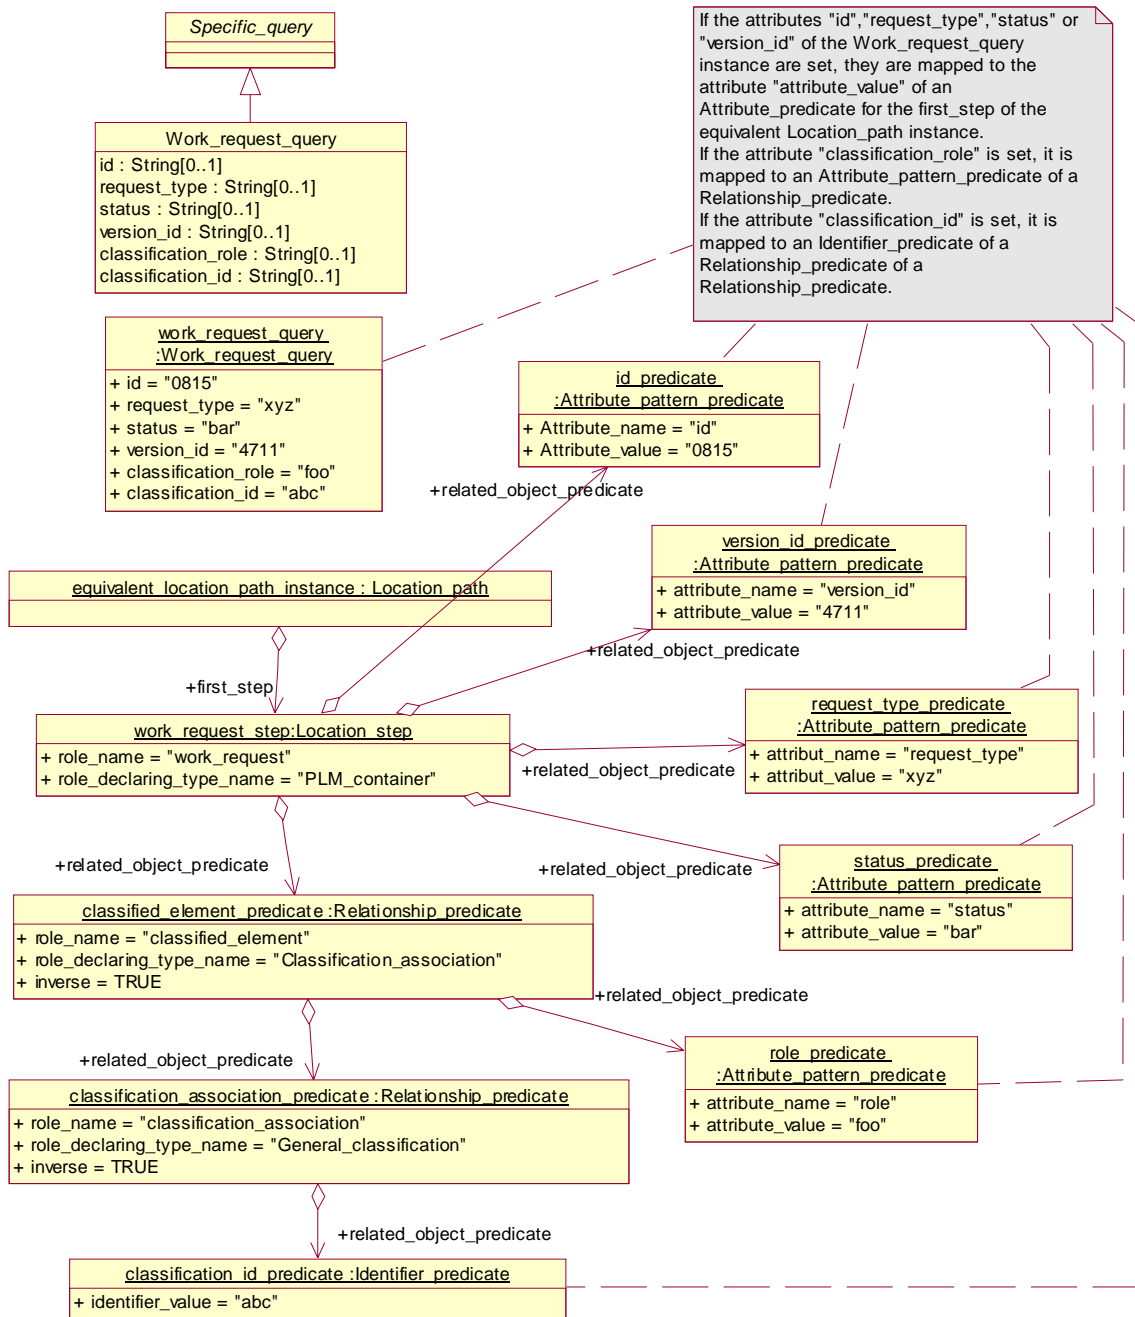 Specific_query
If the attributes "id","request_type","status" or
"version_id" of the Work_request_query
instance are set, they are mapped to the
attribute "attribute_value" of an
Attribute_predicate for the first_step of the
equivalent Location_path instance.
If the attribute "classification_role" is set, it is
mapped to an Attribute_pattern_predicate of a
Relationship_predicate.
If the attribute "classification_id" is set, it is
mapped to an Identifier_predicate of a
Relationship_predicate of a
Relationship_predicate.
Work_request_query
id : String[0..1]
request_type : String[0..1]
status : String[0..1]
version_id : String[0..1]
classification_role : String[0..1]
classification_id : String[0..1]
work_request_query
:Work_request_query
+ id = "0815"
+ request_type = "xyz"
+ status = "bar"
+ version_id = "4711"
+ classification_role = "foo"
+ classification_id = "abc"
id_predicate
:Attribute_pattern_predicate
+ Attribute_name = "id"
+ Attribute_value = "0815"
+related_object_predicate
version_id_predicate
:Attribute_pattern_predicate
+ attribute_name = "version_id"
+ attribute_value = "4711"
+related_object_predicate
equivalent_location_path_instance : Location_path
+first_step
work_request_step:Location_step
+ role_name = "work_request"
+ role_declaring_type_name = "PLM_container"
request_type_predicate
:Attribute_pattern_predicate
+ attribut_name = "request_type"
+ attribut_value = "xyz"
+related_object_predicate
status_predicate
:Attribute_pattern_predicate
+ attribute_name = "status"
+ attribute_value = "bar"
+related_object_predicate
+related_object_predicate
classified_element_predicate :Relationship_predicate
+ role_name = "classified_element"
+ role_declaring_type_name = "Classification_association"
+ inverse = TRUE
+related_object_predicate
role_predicate
:Attribute_pattern_predicate
+ attribute_name = "role"
+ attribute_value = "foo"
+related_object_predicate
classification_association_predicate :Relationship_predicate
+ role_name = "classification_association"
+ role_declaring_type_name = "General_classification"
+ inverse = TRUE
+related_object_predicate
classification_id_predicate :Identifier_predicate
+ identifier_value = "abc"